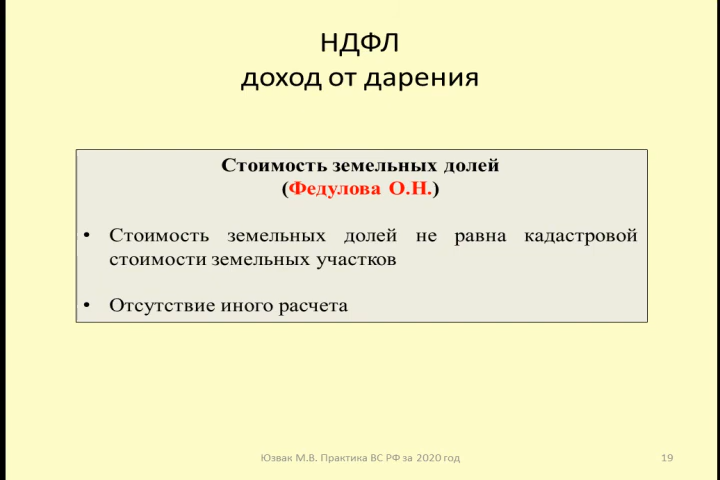 НДФЛ
доход от дарения
Стоимость земельных долей
(Федулова О.Н.)
• Стоимость земельных долей не равна кадастровой
стоимости земельных участков
• Отсутствие иного расчета
Юзвак М.В. Практика ВС РФ за 2020 год
19